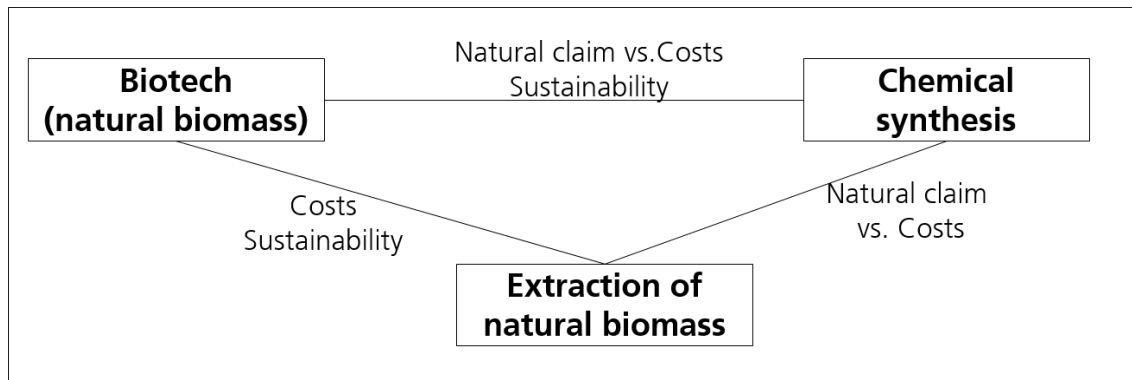 Natural claim vs.Costs
Sustainability
Biotech
(natural biomass)
Chemical
synthesis
Costs
Sustainability
Natural claim
vs. Costs
Extraction of
natural biomass